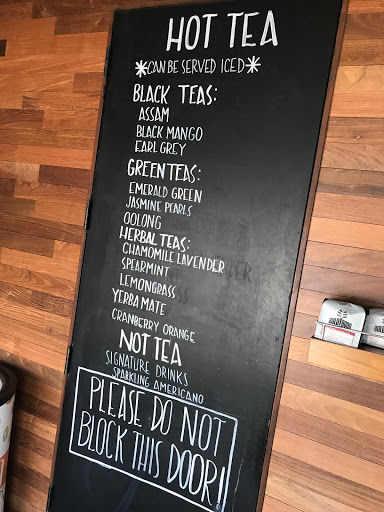 HOT TEA
*CAN BE SERVED ICED*
BLACK TEAS:
ASSAM
BLACK MANGO
EARL GREY
GREEN TEAS:
EMERALD GREEN
JASMINE PEARLS
OOLONG
HERBAL TEAS:
CHAMOMILE LAVENDER
SPEARMINT
LEMONGRASS
YERBA MATE
CRANBERRY ORANGE
NOT TEA
SIGNATURE DRINKS
SPARKLING AMERICANO
PLEASE DO NOT
BLOCK THIS DOOR!